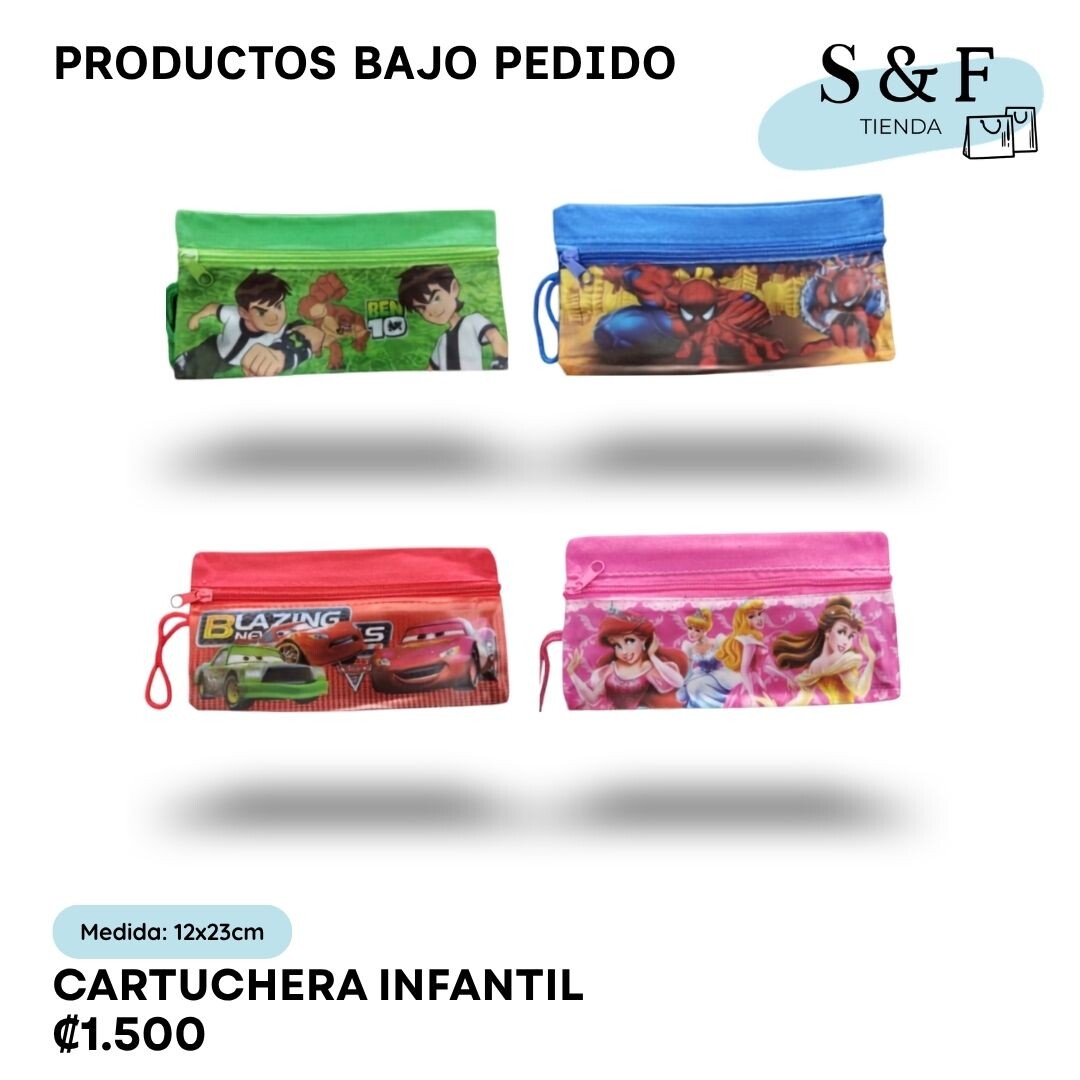 PRODUCTOS BAJO PEDIDO
S & F
TIENDA
BEN
10
BLAZING
Medida: 12x23cm
CARTUCHERA INFANTIL
₡1.500